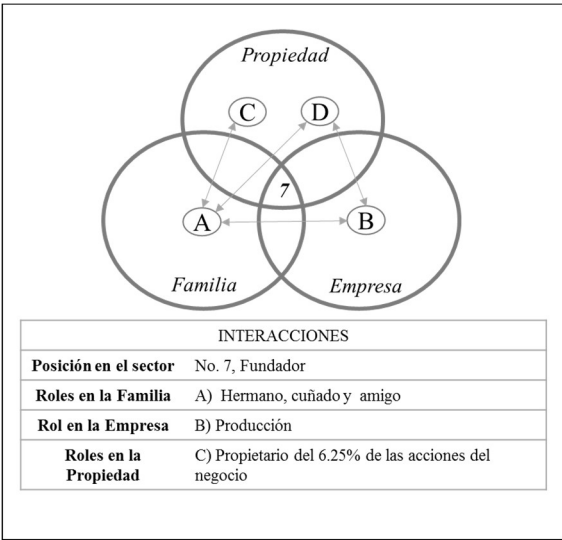 Propiedad
C D
7
A B
Familia Empresa
INTERACCIONES
Posición en el sector No. 7, Fundador
Roles en la Familia A) Hermano, cuñado y amigo
Rol en la Empresa B) Producción
Roles en la C) Propietario del 6.25% de las acciones del
Propiedad negocio